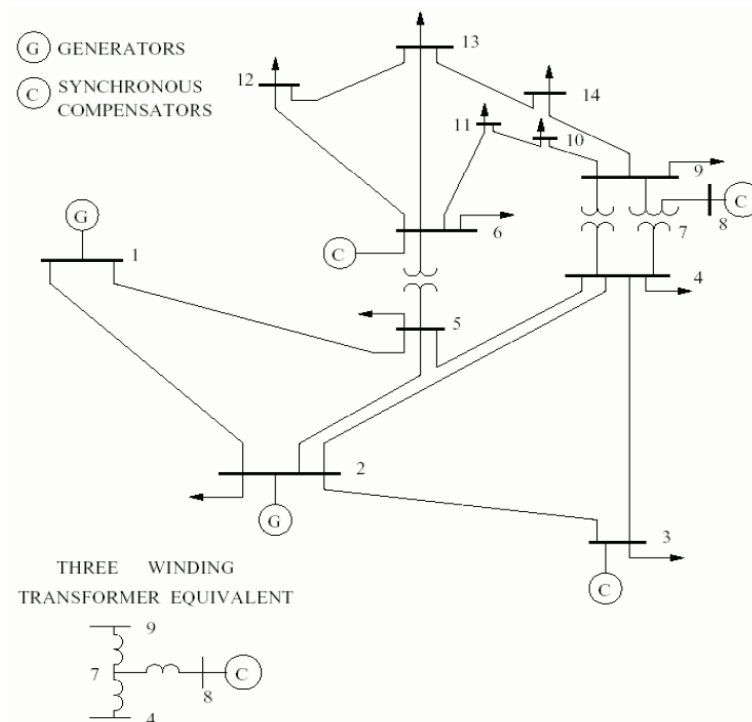 G GENERATORS
C SYNCHRONOUS
COMPENSATORS
13
12
14
11
10
9
G
C
7
8
6
C
1
4
5
2
G
3
C
THREE WINDING
TRANSFORMER EQUIVALENT
9
7
C
8
4